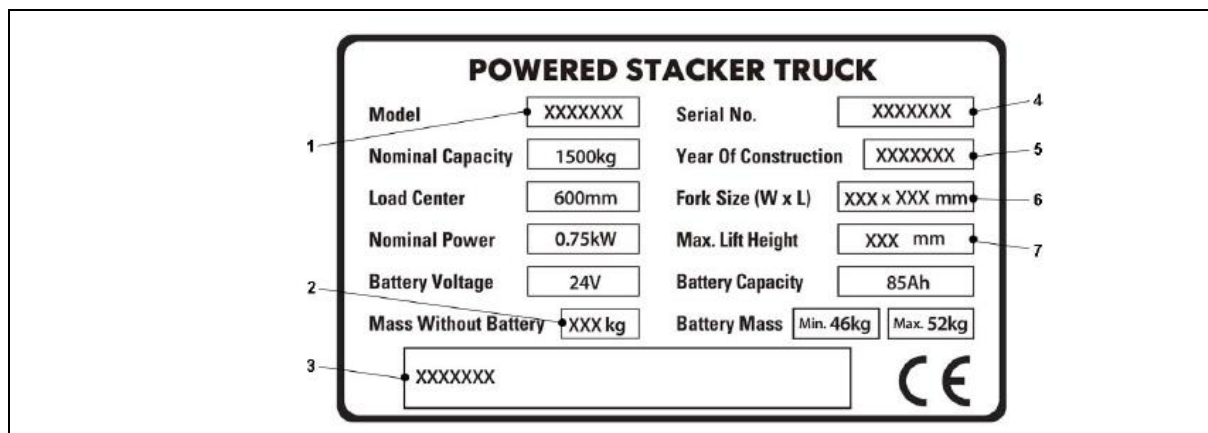 POWERED STACKER TRUCK
Model XXXXXXX Serial No. XXXXXXX 4
1
Nominal Capacity 1500kg Year Of Construction XXXXXXX 5
Load Center 600mm Fork Size (W x L) XXX x XXX mm 6
Nominal Power 0.75kW Max. Lift Height XXX mm
7
Battery Voltage 24V Battery Capacity 85Ah
2
Mass Without Battery XXX kg Battery Mass Min. 46kg Max. 52kg
3 XXXXXXX CE